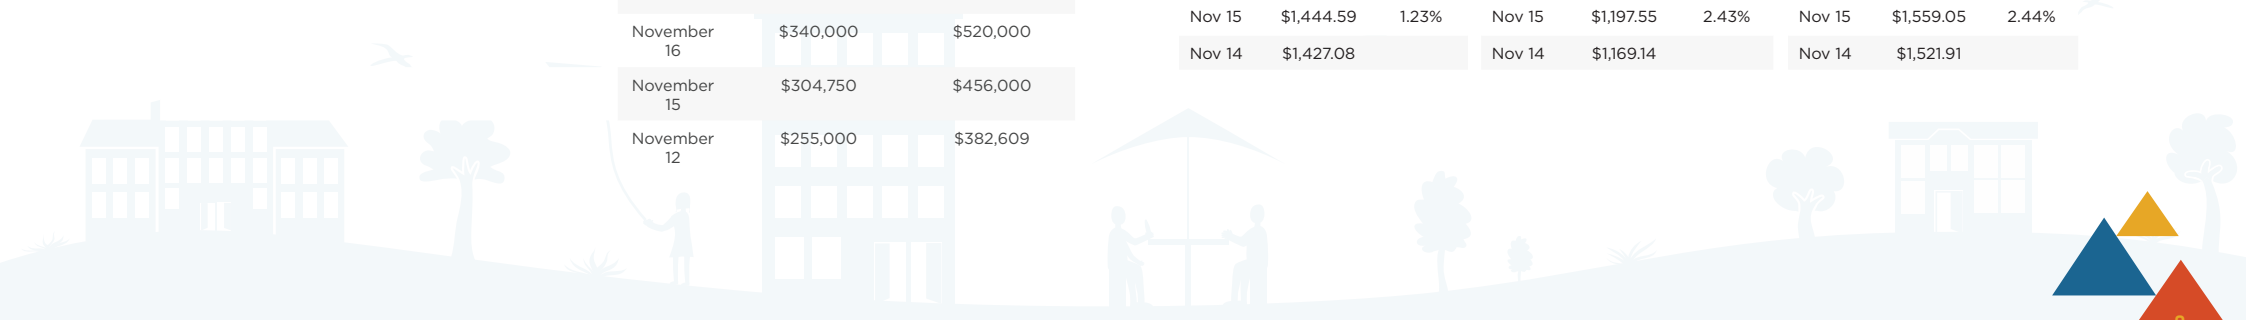 November $340,000 $520,000
16
November $304,750 $456,000
15
November $255,000 $382,609
12
Nov 15 $1,444.59 1.23% Nov 15 $1,197.55 2.43% Nov 15 $1,559.05 2.44%
Nov 14 $1,427.08 Nov 14 $1,169.14 Nov 14 $1,521.91